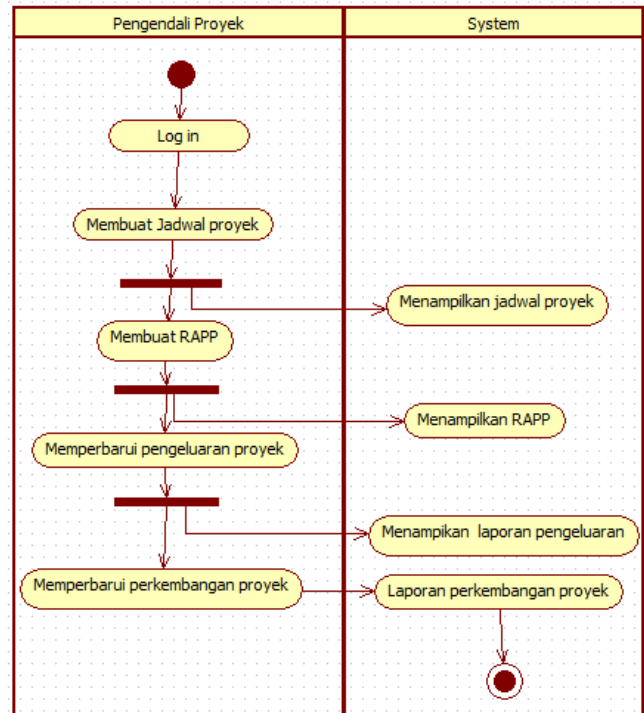 Pengendali Proyek
System
Log in
Membuat Jadwal proyek
Menampilkan jadwal proyek
Membuat RAPP
Menampilkan RAPP
Memperbarui pengeluaran proyek
Menampikan laporan pengeluaran
Memperbarui perkembangan proyek
Laporan perkembangan proyek